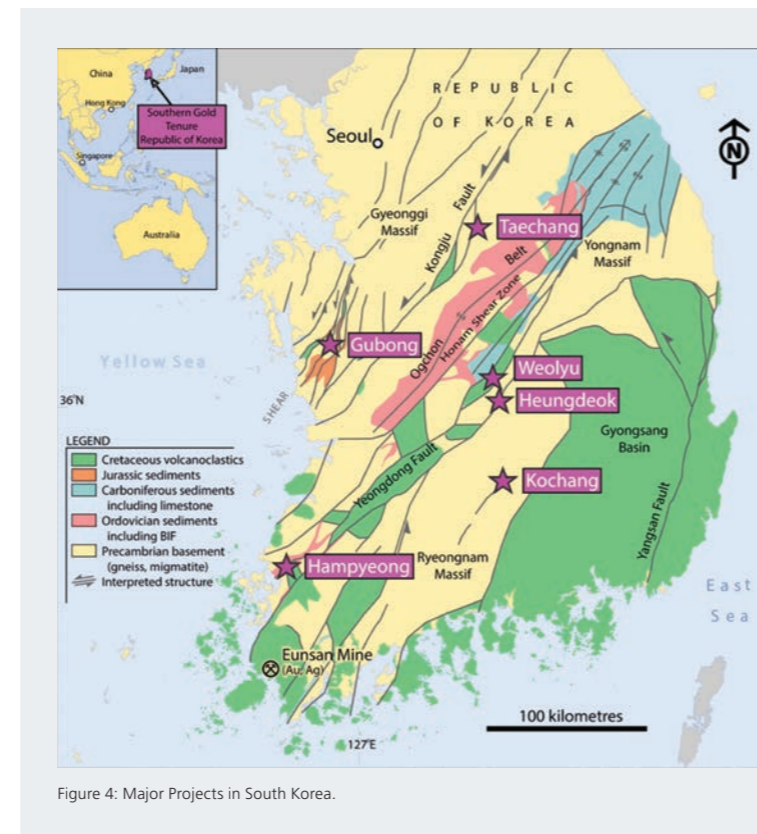 China
Japan
Hong Kong
Southern Gold
Tenure
Republic of Korea
Singapore
Australia
REPUBLIC
OF KOREA
Seoul
N
Gyeonggi
Massif
Kongju Fault
Taechang
Belt
Yongnam
Massif
Ogchon
Honam Shear Zone
Gubong
Yellow Sea
Weolyu
Heungdeok
36°N
SHEAR
Gyongsang
Basin
LEGEND
Cretaceous volcanoclastics
Jurassic sediments
Carboniferous sediments
including limestone
Ordovician sediments
including BIF
Precambrian basement
(gneiss, migmatite)
Interpreted structure
Yeongdong Fault
Kochang
Yangsan Fault
Hampyeong
Ryeongnam
Massif
East
Sea
Eunsan Mine
(Au, Ag)
100 kilometres
127°E
Figure 4: Major Projects in South Korea.